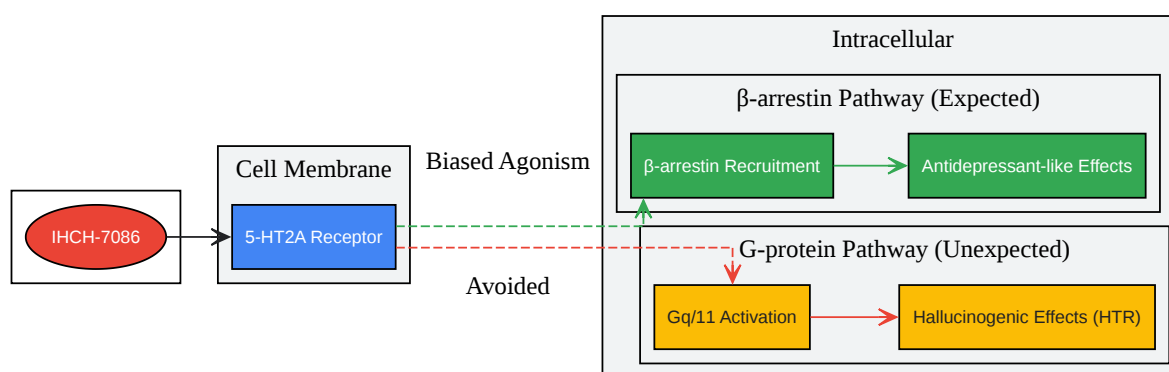 Intracellular
β-arrestin Pathway (Expected)
Biased Agonism
β-arrestin Recruitment
Antidepressant-like Effects
Cell Membrane
IHCH-7086
5-HT2A Receptor
G-protein Pathway (Unexpected)
Avoided
Gq/11 Activation
Hallucinogenic Effects (HTR)